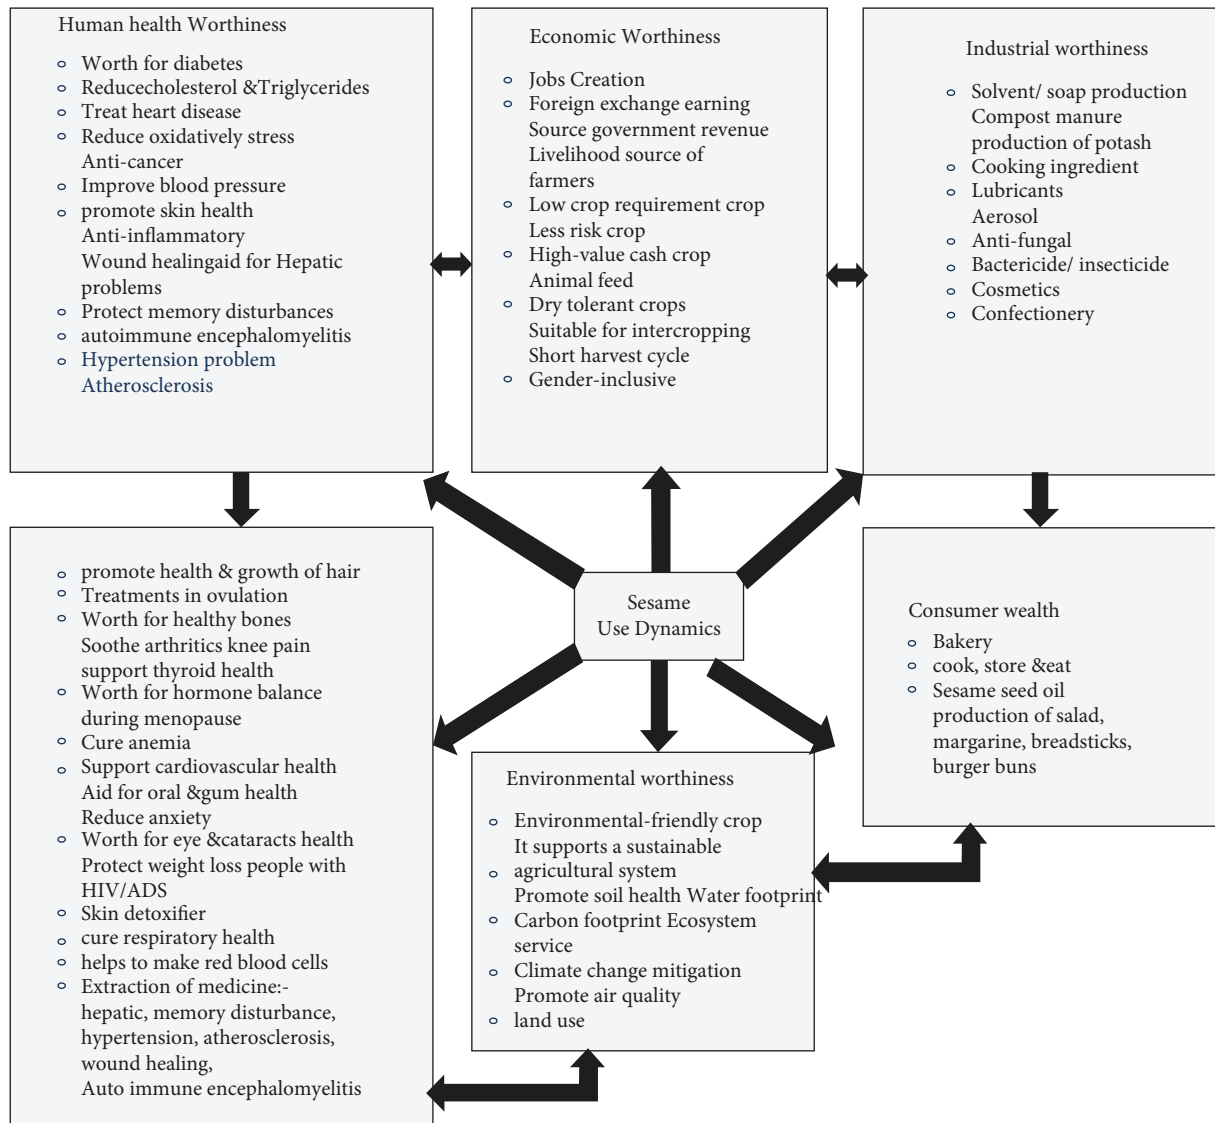 Human health Worthiness
Worth for diabetes
Reducecholesterol &Triglycerides
Treat heart disease
Reduce oxidatively stress
Anti-cancer
Improve blood pressure
promote skin health
Anti-inflammatory
Wound healingaid for Hepatic
problems
Protect memory disturbances
autoimmune encephalomyelitis
Hypertension problem
Atherosclerosis
Economic Worthiness
Jobs Creation
Foreign exchange earning
Source government revenue
Livelihood source of
farmers
Low crop requirement crop
Less risk crop
High-value cash crop
Animal feed
Dry tolerant crops
Suitable for intercropping
Short harvest cycle
Gender-inclusive
Industrial worthiness
Solvent/ soap production
Compost manure
production of potash
Cooking ingredient
Lubricants
Aerosol
Anti-fungal
Bactericide/ insecticide
Cosmetics
Confectionery
promote health & growth of hair
Treatments in ovulation
Worth for healthy bones
Soothe arthritics knee pain
support thyroid health
Worth for hormone balance
during menopause
Cure anemia
Support cardiovascular health
Aid for oral &gum health
Reduce anxiety
Worth for eye &cataracts health
Protect weight loss people with
HIV/ADS
Skin detoxifier
cure respiratory health
helps to make red blood cells
Extraction of medicine:-
hepatic, memory disturbance,
hypertension, atherosclerosis,
wound healing,
Auto immune encephalomyelitis
Sesame
Use Dynamics
Environmental worthiness
Environmental-friendly crop
It supports a sustainable
agricultural system
Promote soil health Water footprint
Carbon footprint Ecosystem
service
Climate change mitigation
Promote air quality
land use
Consumer wealth
Bakery
cook, store &eat
Sesame seed oil
production of salad,
margarine, breadsticks,
burger buns